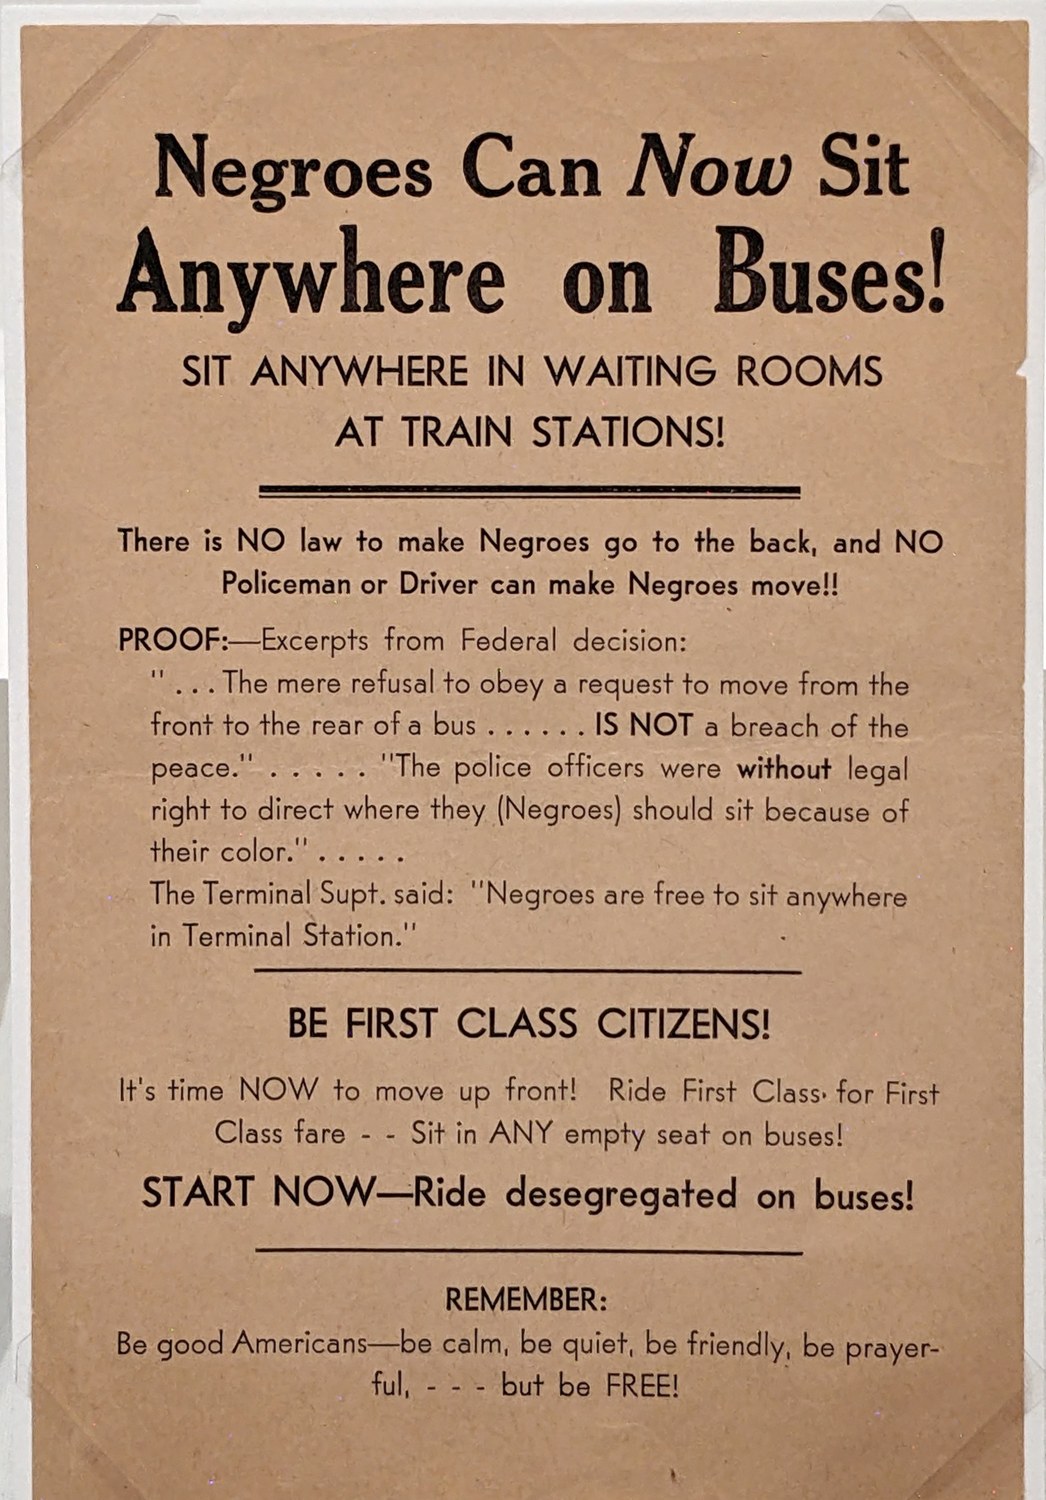 Negroes Can Now Sit
Anywhere on Buses!
SIT ANYWHERE IN WAITING ROOMS
AT TRAIN STATIONS!
There is NO law to make Negroes go to the back, and NO
Policeman or Driver can make Negroes move!!
PROOF:—Excerpts from Federal decision:
" ... The mere refusal to obey a request to move from the
front to the rear of a bus . . . . . . IS NOT a breach of the
peace." . . . . . "The police officers were without legal
right to direct where they (Negroes) should sit because of
their color." . . . . .
The Terminal Supt. said: "Negroes are free to sit anywhere
in Terminal Station."
BE FIRST CLASS CITIZENS!
It's time NOW to move up front! Ride First Class· for First
Class fare - - Sit in ANY empty seat on buses!
START NOW—Ride desegregated on buses!
REMEMBER:
Be good Americans—be calm, be quiet, be friendly, be prayer-
ful, - - - but be FREE!